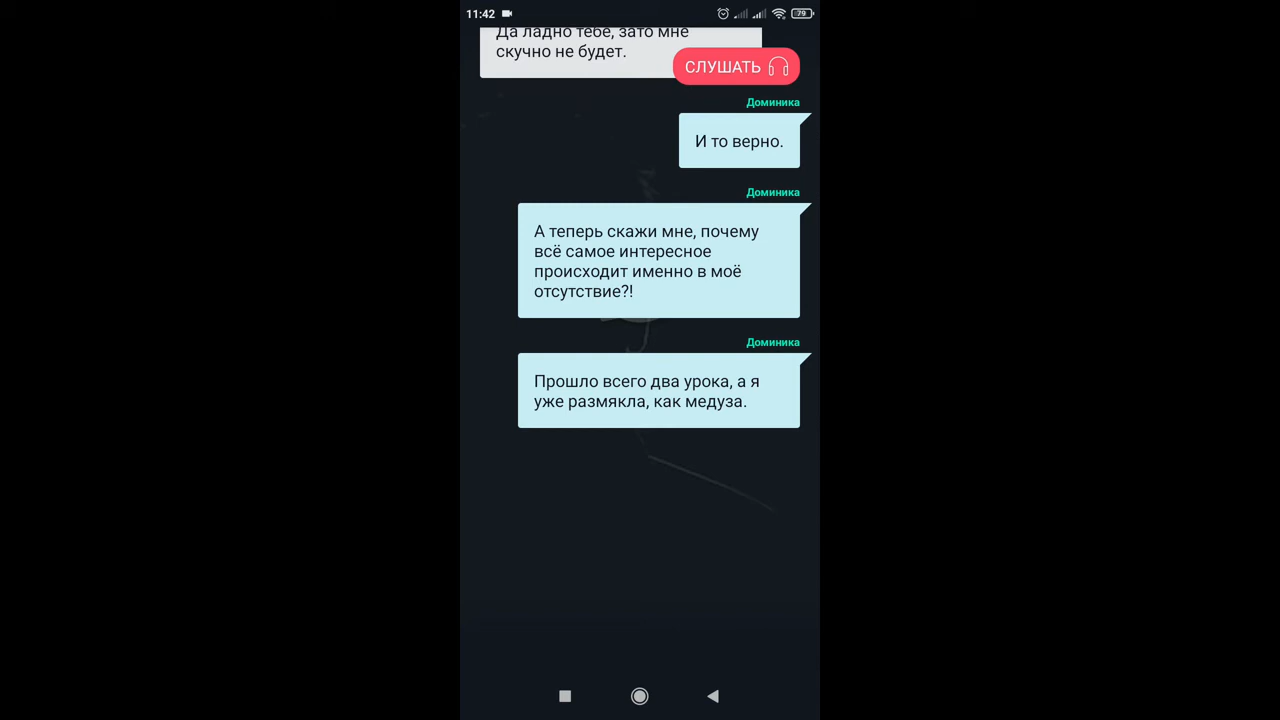 11:42
79
Да ладно тебе, зато мне
скучно не будет.
СЛУШАТЬ
Доминика
И то верно.
Доминика
А теперь скажи мне, почему
всё самое интересное
происходит именно в моё
отсутствие?!
Доминика
Прошло всего два урока, а я
уже размякла, как медуза.